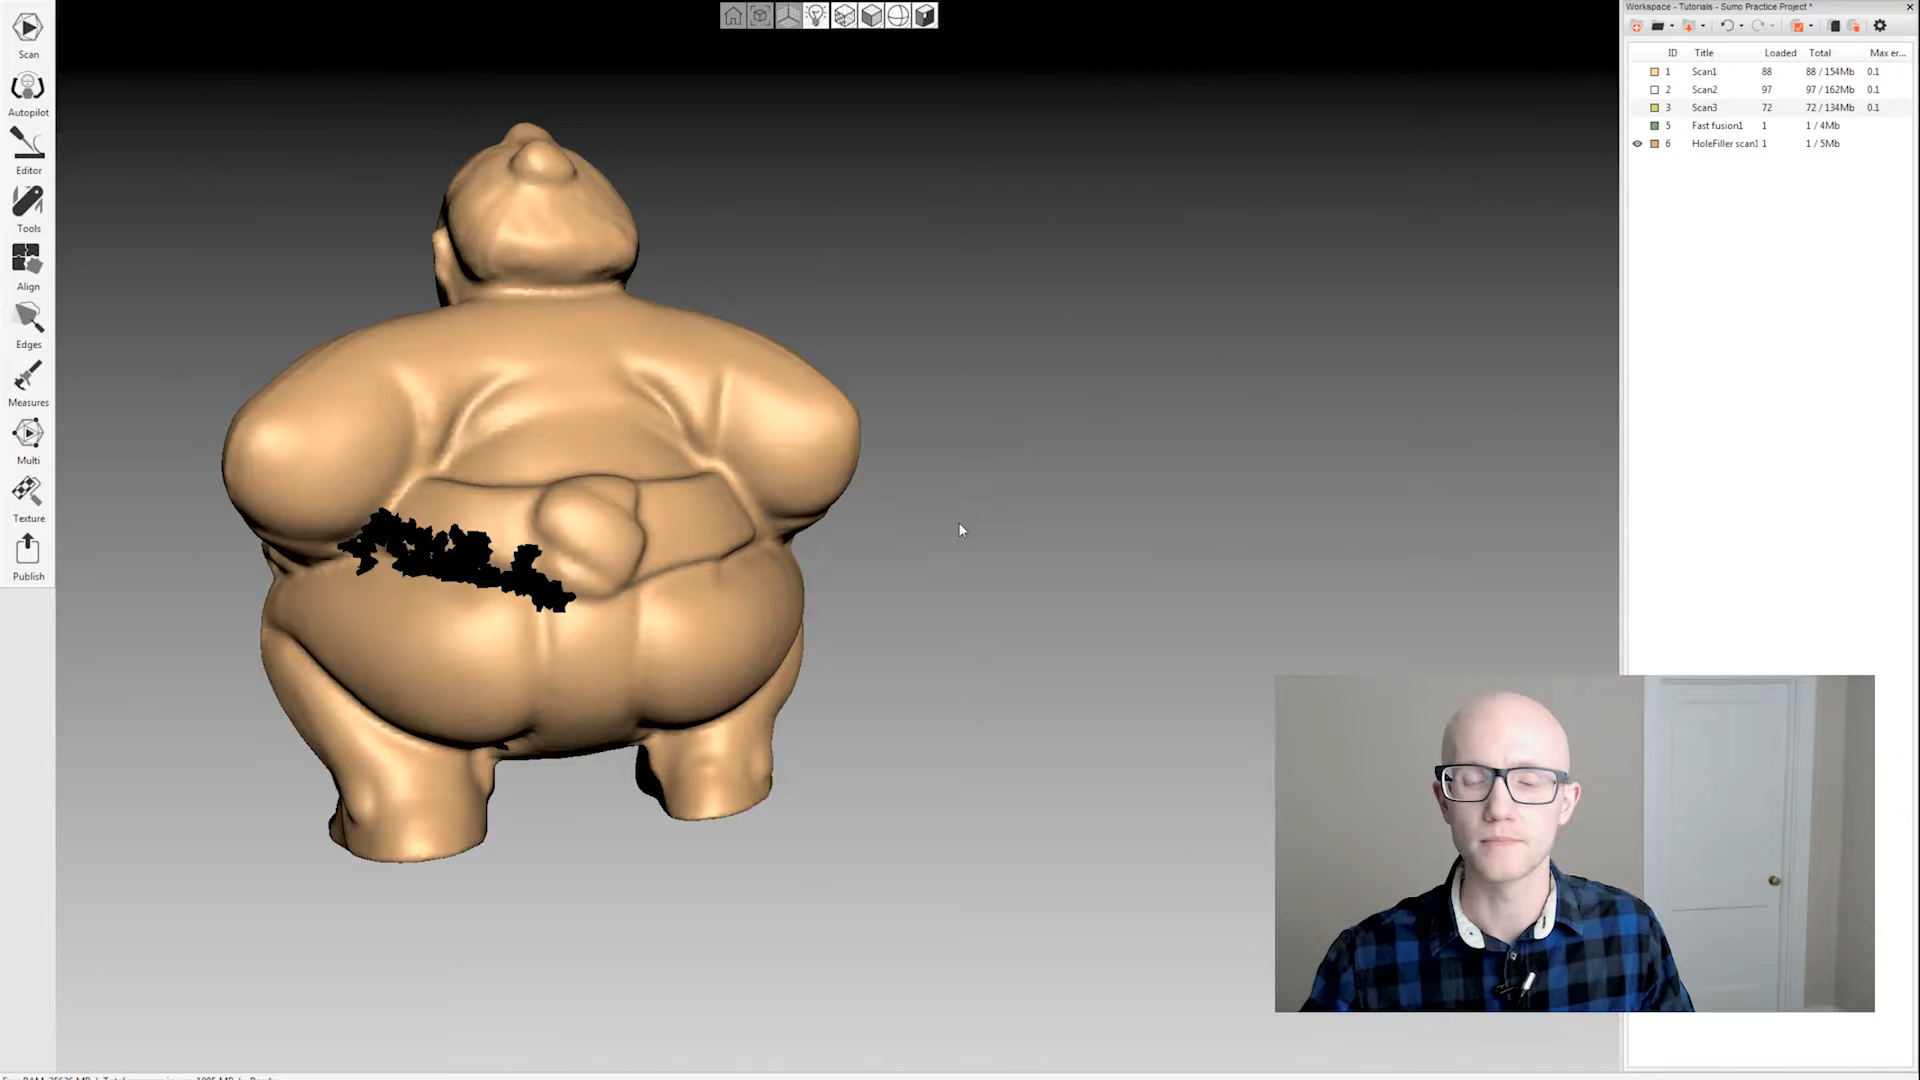 Workspace - Tutorials - Sumo Practice Project *
Scan
Autopilot
Editor
Tools
Align
Edges
Measures
Multi
Texture
Publish
ID Title Loaded Total Max er...
1 Scan1 88 88 / 154Mb 0.1
2 Scan2 97 97 / 162Mb 0.1
3 Scan3 72 72 / 134Mb 0.1
5 Fast fusion1 1 1 / 4Mb
6 HoleFiller scan1 1 1 / 5Mb